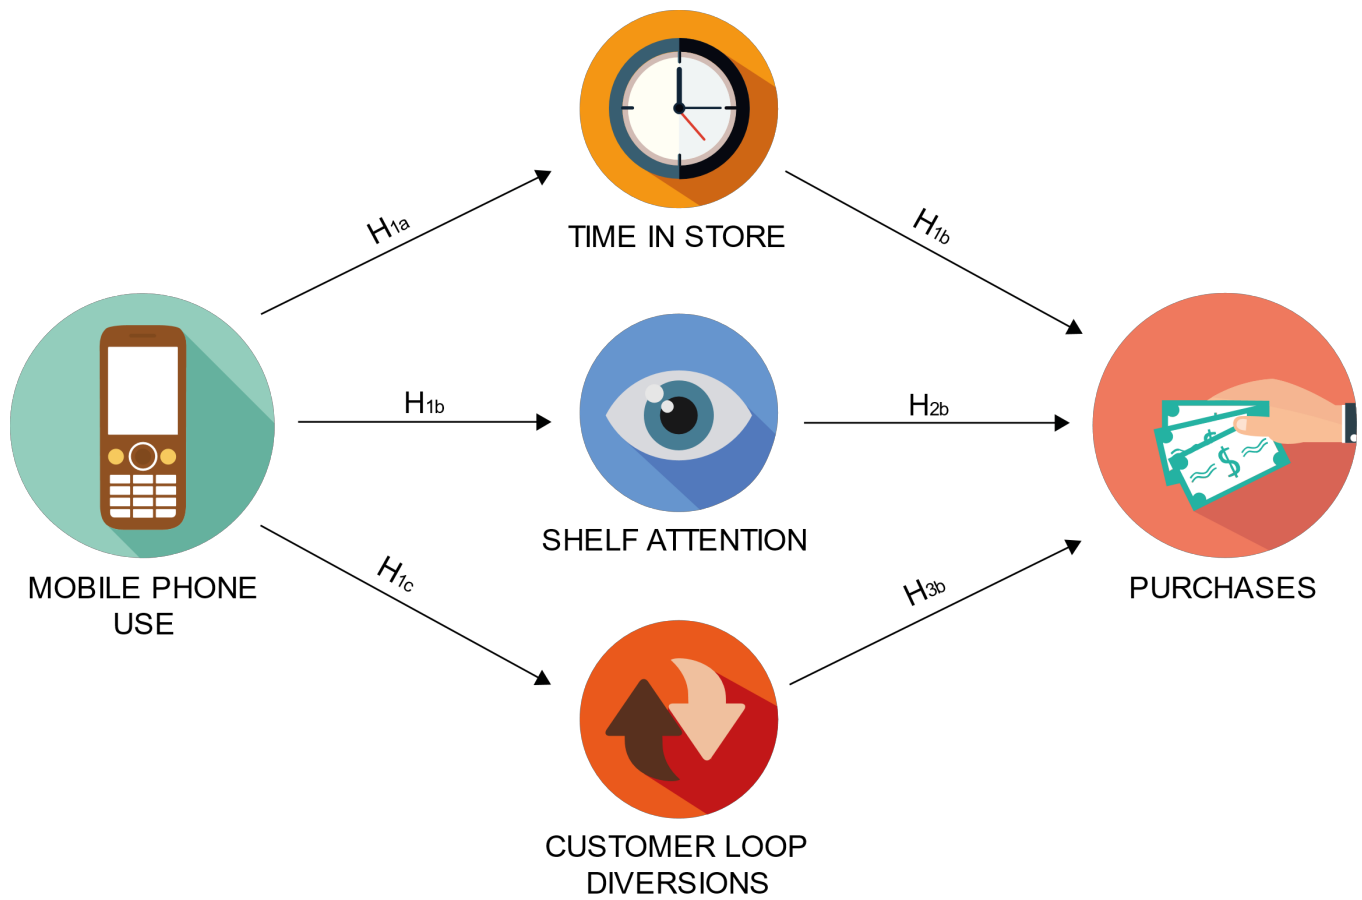 TIME IN STORE
H1a
H1b
H1b
H2b
SHELF ATTENTION
MOBILE PHONE
USE
PURCHASES
H1c
H3b
CUSTOMER LOOP
DIVERSIONS
$
$